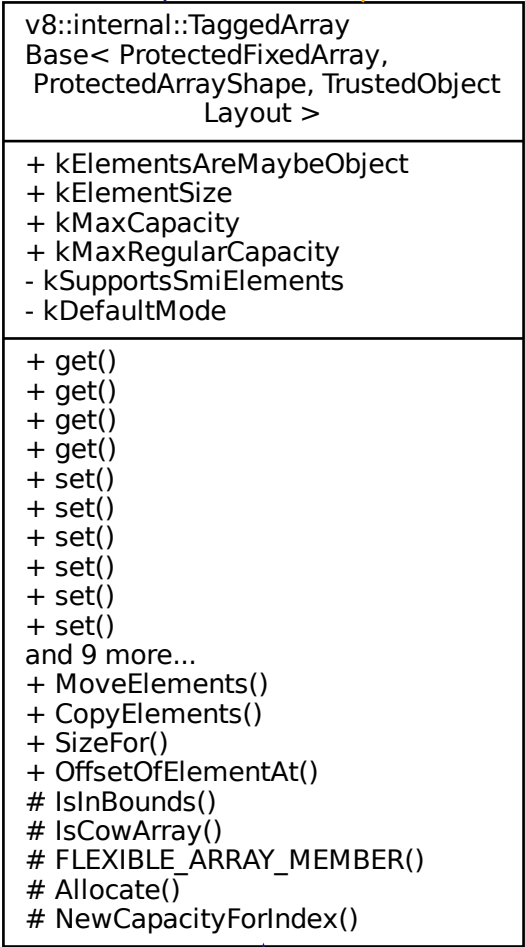 v8::internal::TaggedArray
Base< ProtectedFixedArray,
ProtectedArrayShape, TrustedObject
Layout >
+ kElementsAreMaybeObject
+ kElementSize
+ kMaxCapacity
+ kMaxRegularCapacity
- kSupportsSmiElements
- kDefaultMode
+ get()
+ get()
+ get()
+ get()
+ set()
+ set()
+ set()
+ set()
+ set()
+ set()
and 9 more...
+ MoveElements()
+ CopyElements()
+ SizeFor()
+ OffsetOfElementAt()
# IsInBounds()
# IsCowArray()
# FLEXIBLE_ARRAY_MEMBER()
# Allocate()
# NewCapacityForIndex()